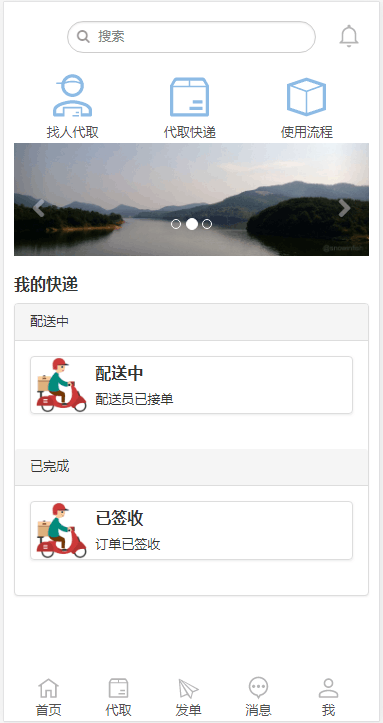 搜索
找人代取
代取快递
使用流程
我的快递
配送中
配送中
配送员已接单
已完成
已签收
订单已签收
首页
代取
发单
消息
我